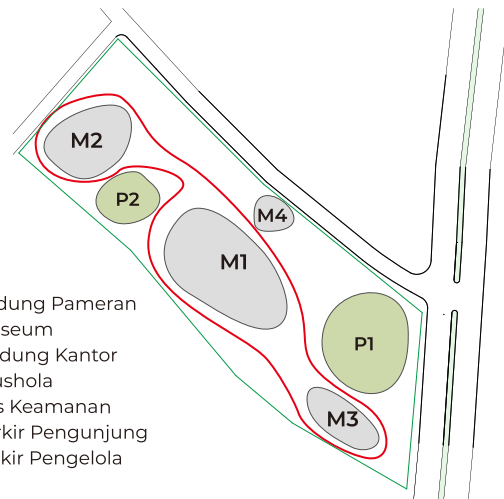 M2
P2
M4
M1
P1
M3
dung Pameran
seum
dung Kantor
ushola
s Keamanan
rkir Pengunjung
kir Pengelola